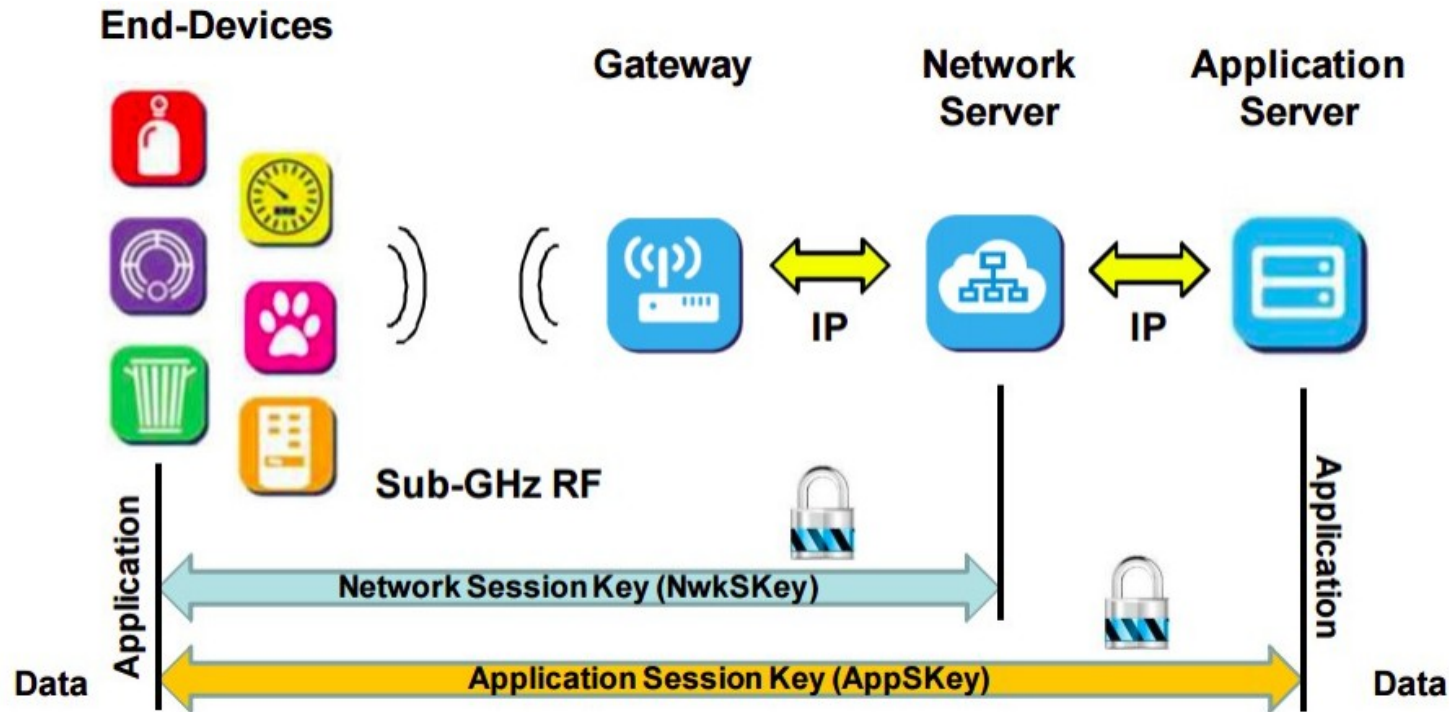 End-Devices
Gateway
Network
Server
Application
Server
IP
IP
Sub-GHz RF
Application
Application
Network Session Key (NwkSKey)
Data
Application Session Key (AppSKey)
Data